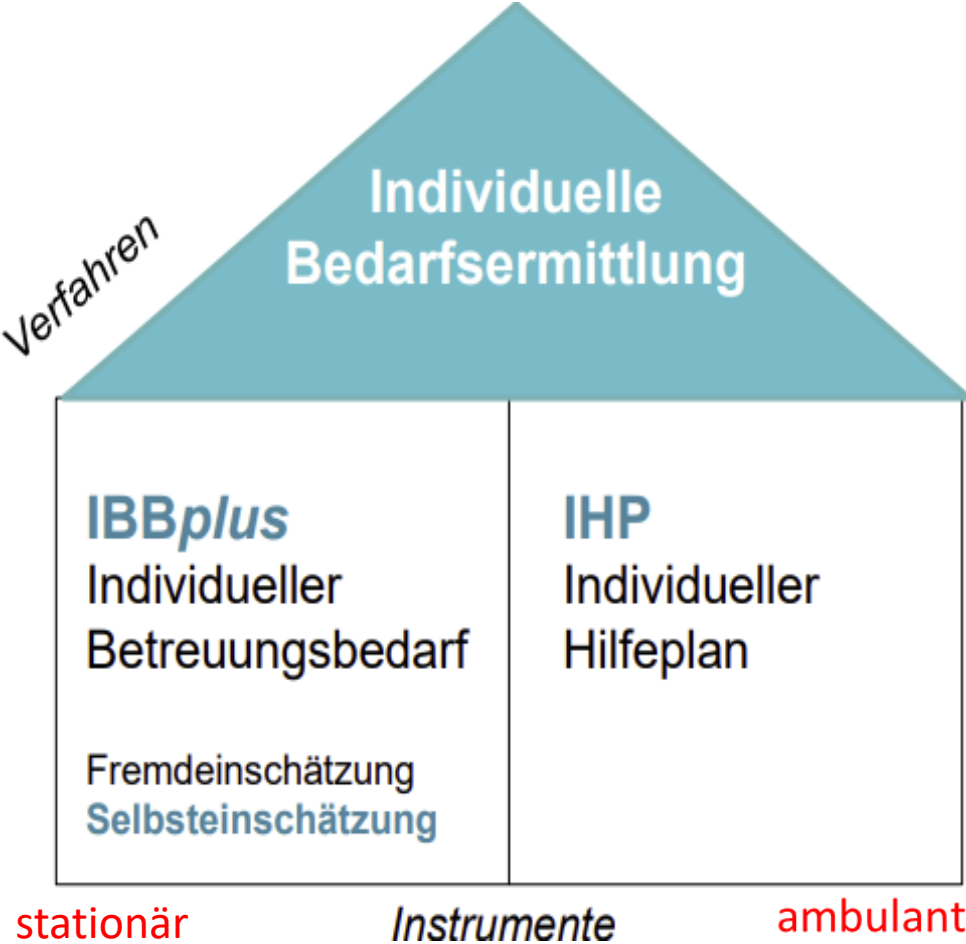 Individuelle
Bedarfsermittlung
Verfahren
IBBplus
Individueller
Betreuungsbedarf
Fremdeinschätzung
Selbsteinschätzung
IHP
Individueller
Hilfeplan
stationär
Instrumente
ambulant